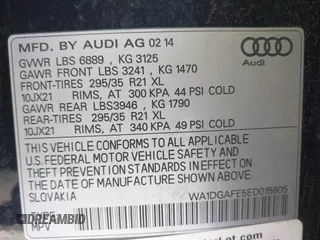 MFD. BY AUDI AG 02 14
GVWR LBS 6889 , KG 3125
GAWR FRONT LBS 3241 , KG 1470
FRONT-TIRES 295/35 R21 XL
10JX21 RIMS, AT 300 KPA 44 PSI COLD
GAWR REAR LBS3946 , KG 1790
REAR-TIRES 295/35 R21 XL
10JX21 RIMS, AT 340 KPA 49 PSI COLD
Audi
THIS VEHICLE CONFORMS TO ALL APPLICABLE
U.S. FEDERAL MOTOR VEHICLE SAFETY, BUMPER AND
THEFT PREVENTION STANDARDS IN EFFECT ON THE
DATE OF MANUFACTURE SHOWN ABOVE.
SLOVAKIA WA1DGAFE5ED015805
MPV